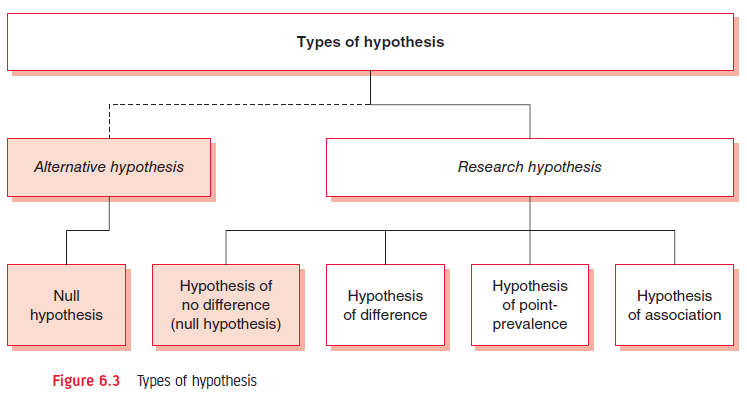 Types of hypothesis
Alternative hypothesis
Research hypothesis
Null
hypothesis
Hypothesis of
no difference
(null hypothesis)
Hypothesis
of difference
Hypothesis
of point-
prevalence
Hypothesis
of association
Figure 6.3 Types of hypothesis